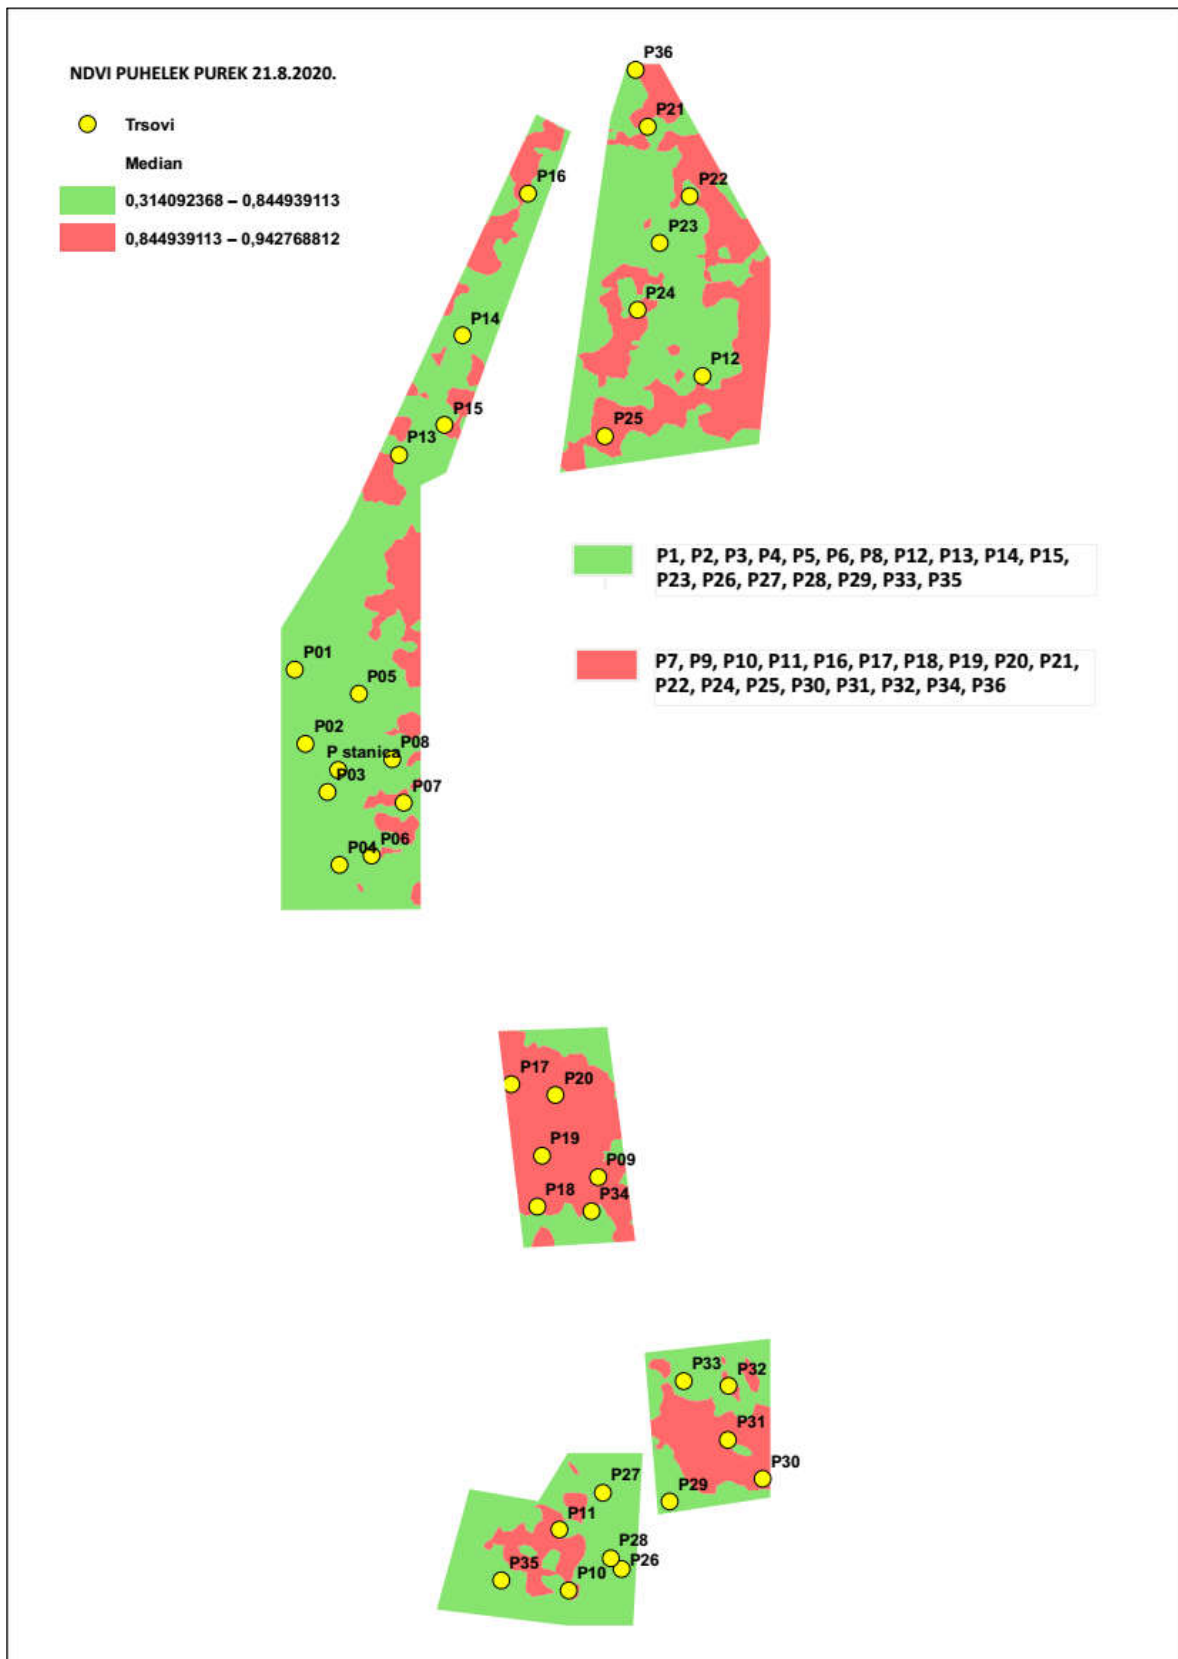 NDVI PUHELEK PUREK 21.8.2020.
Trsovi
Median
0,314092368 – 0,844939113
0,844939113 – 0,942768812
P36
P21
P16
P22
P23
P24
P14
P12
P15
P25
P13
P1, P2, P3, P4, P5, P6, P8, P12, P13, P14, P15,
P23, P26, P27, P28, P29, P33, P35
P7, P9, P10, P11, P16, P17, P18, P19, P20, P21,
P22, P24, P25, P30, P31, P32, P34, P36
P01
P05
P02
P08
P stanica
P03
P07
P06
P04
P17
P20
P19
P09
P18
P34
P33
P32
P31
P30
P29
P27
P11
P28
P26
P35
P10